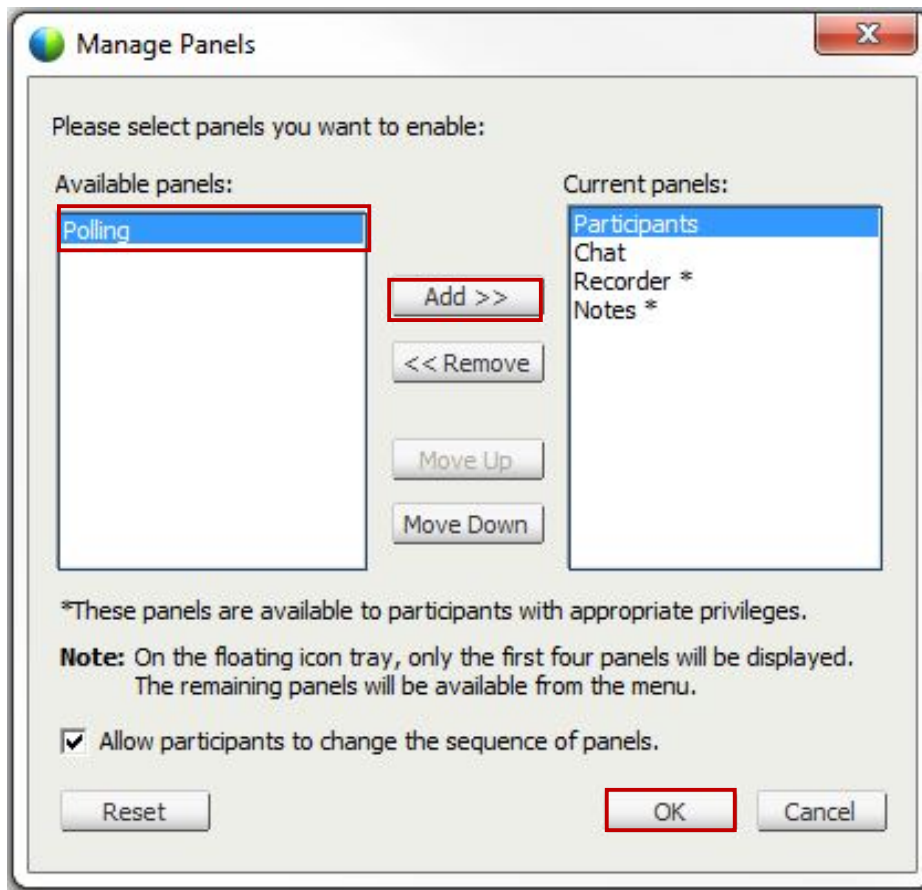 Manage Panels
x
Please select panels you want to enable:
Available panels:
Current panels:
Polling
Participants
Chat
Recorder *
Notes *
Add >>
<< Remove
Move Up
Move Down
*These panels are available to participants with appropriate privileges.
Note: On the floating icon tray, only the first four panels will be displayed.
The remaining panels will be available from the menu.
Allow participants to change the sequence of panels.
Reset
OK
Cancel